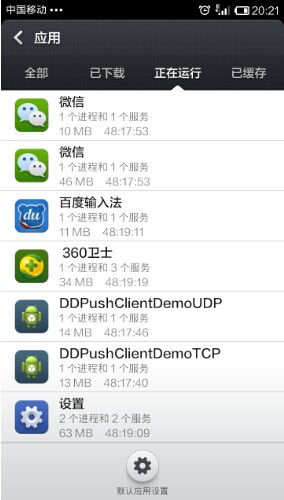 中国移动 ••• 20:21
应用
全部 已下载 正在运行 已缓存
微信
1 个进程和 1 个服务
10 MB 48:17:53
微信
1 个进程和 1 个服务
46 MB 48:17:53
du 百度输入法
1 个进程和 1 个服务
11 MB 48:19:11
360卫士
1 个进程和 3 个服务
34 MB 48:19:19
DDPushClientDemoUDP
1 个进程和 1 个服务
14 MB 48:17:46
DDPushClientDemoTCP
1 个进程和 1 个服务
13 MB 48:17:40
设置
2 个进程和 2 个服务
63 MB 48:19:09
默认应用设置